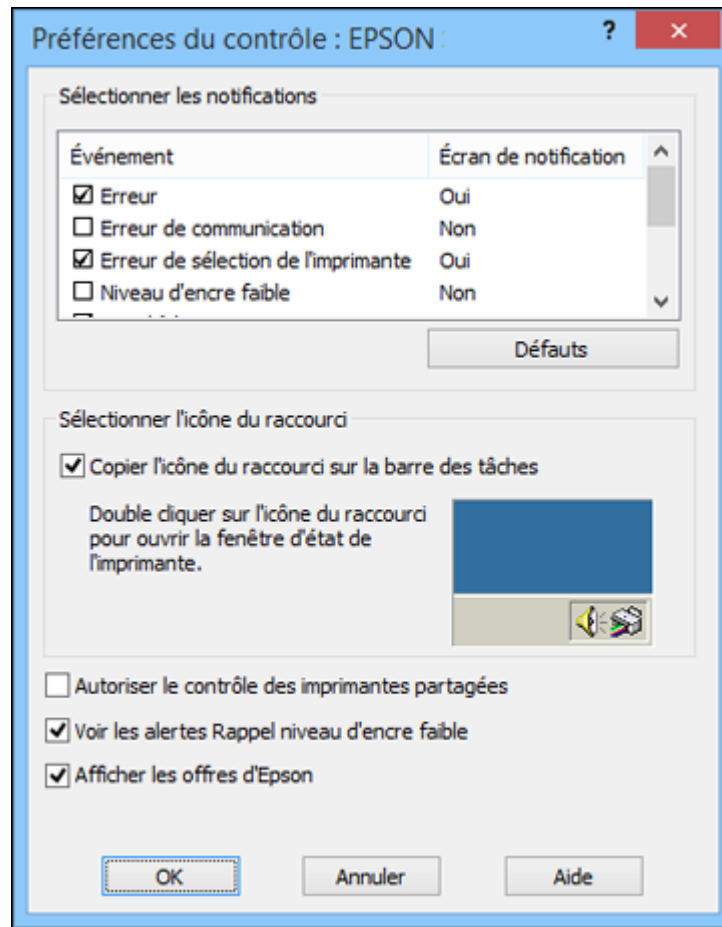 Préférences du contrôle : EPSON
? ×
Sélectionner les notifications
Événement Écran de notification
Erreur Oui
Erreur de communication Non
Erreur de sélection de l'imprimante Oui
Niveau d'encre faible Non
Défauts
Sélectionner l'icône du raccourci
Copier l'icône du raccourci sur la barre des tâches
Double cliquer sur l'icône du raccourci
pour ouvrir la fenêtre d'état de
l'imprimante.
Autoriser le contrôle des imprimantes partagées
Voir les alertes Rappel niveau d'encre faible
Afficher les offres d'Epson
OK Annuler Aide